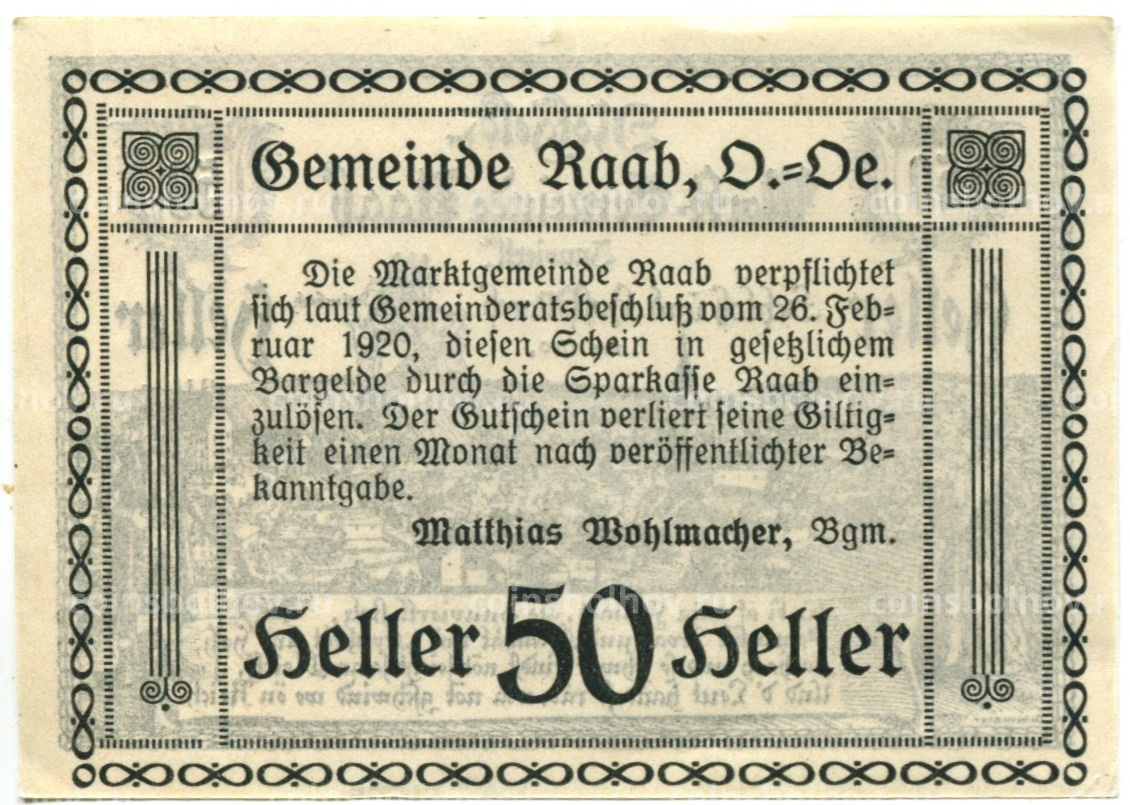 Gemeinde Raab, O.=Oe.
Die Marktgemeinde Raab verpflichtet
sich laut Gemeinderatsbeschluß vom 26. Feb=
ruar 1920, diesen Schein in gesetzlichem
Bargelde durch die Sparkasse Raab ein=
zulösen. Der Gutschein verliert seine Giltig=
keit einen Monat nach veröffentlichter Be=
kanntgabe.
Matthias Wohlmacher, Bgm.
Heller 50 Heller
coinsbolhov.ru